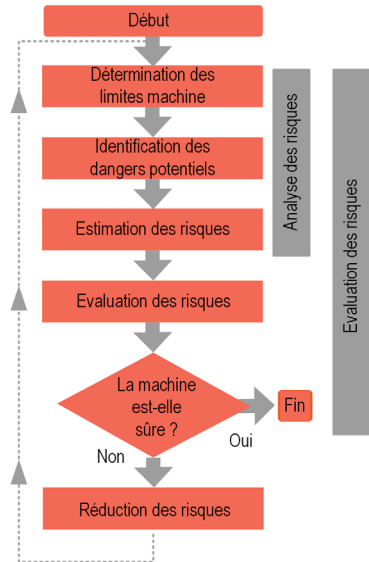 Début
Détermination des
limites machine
Identification des
dangers potentiels
Estimation des risques
Evaluation des risques
La machine
est-elle
sûre ?
Oui
Fin
Non
Réduction des risques
Analyse des risques
Evaluation des risques